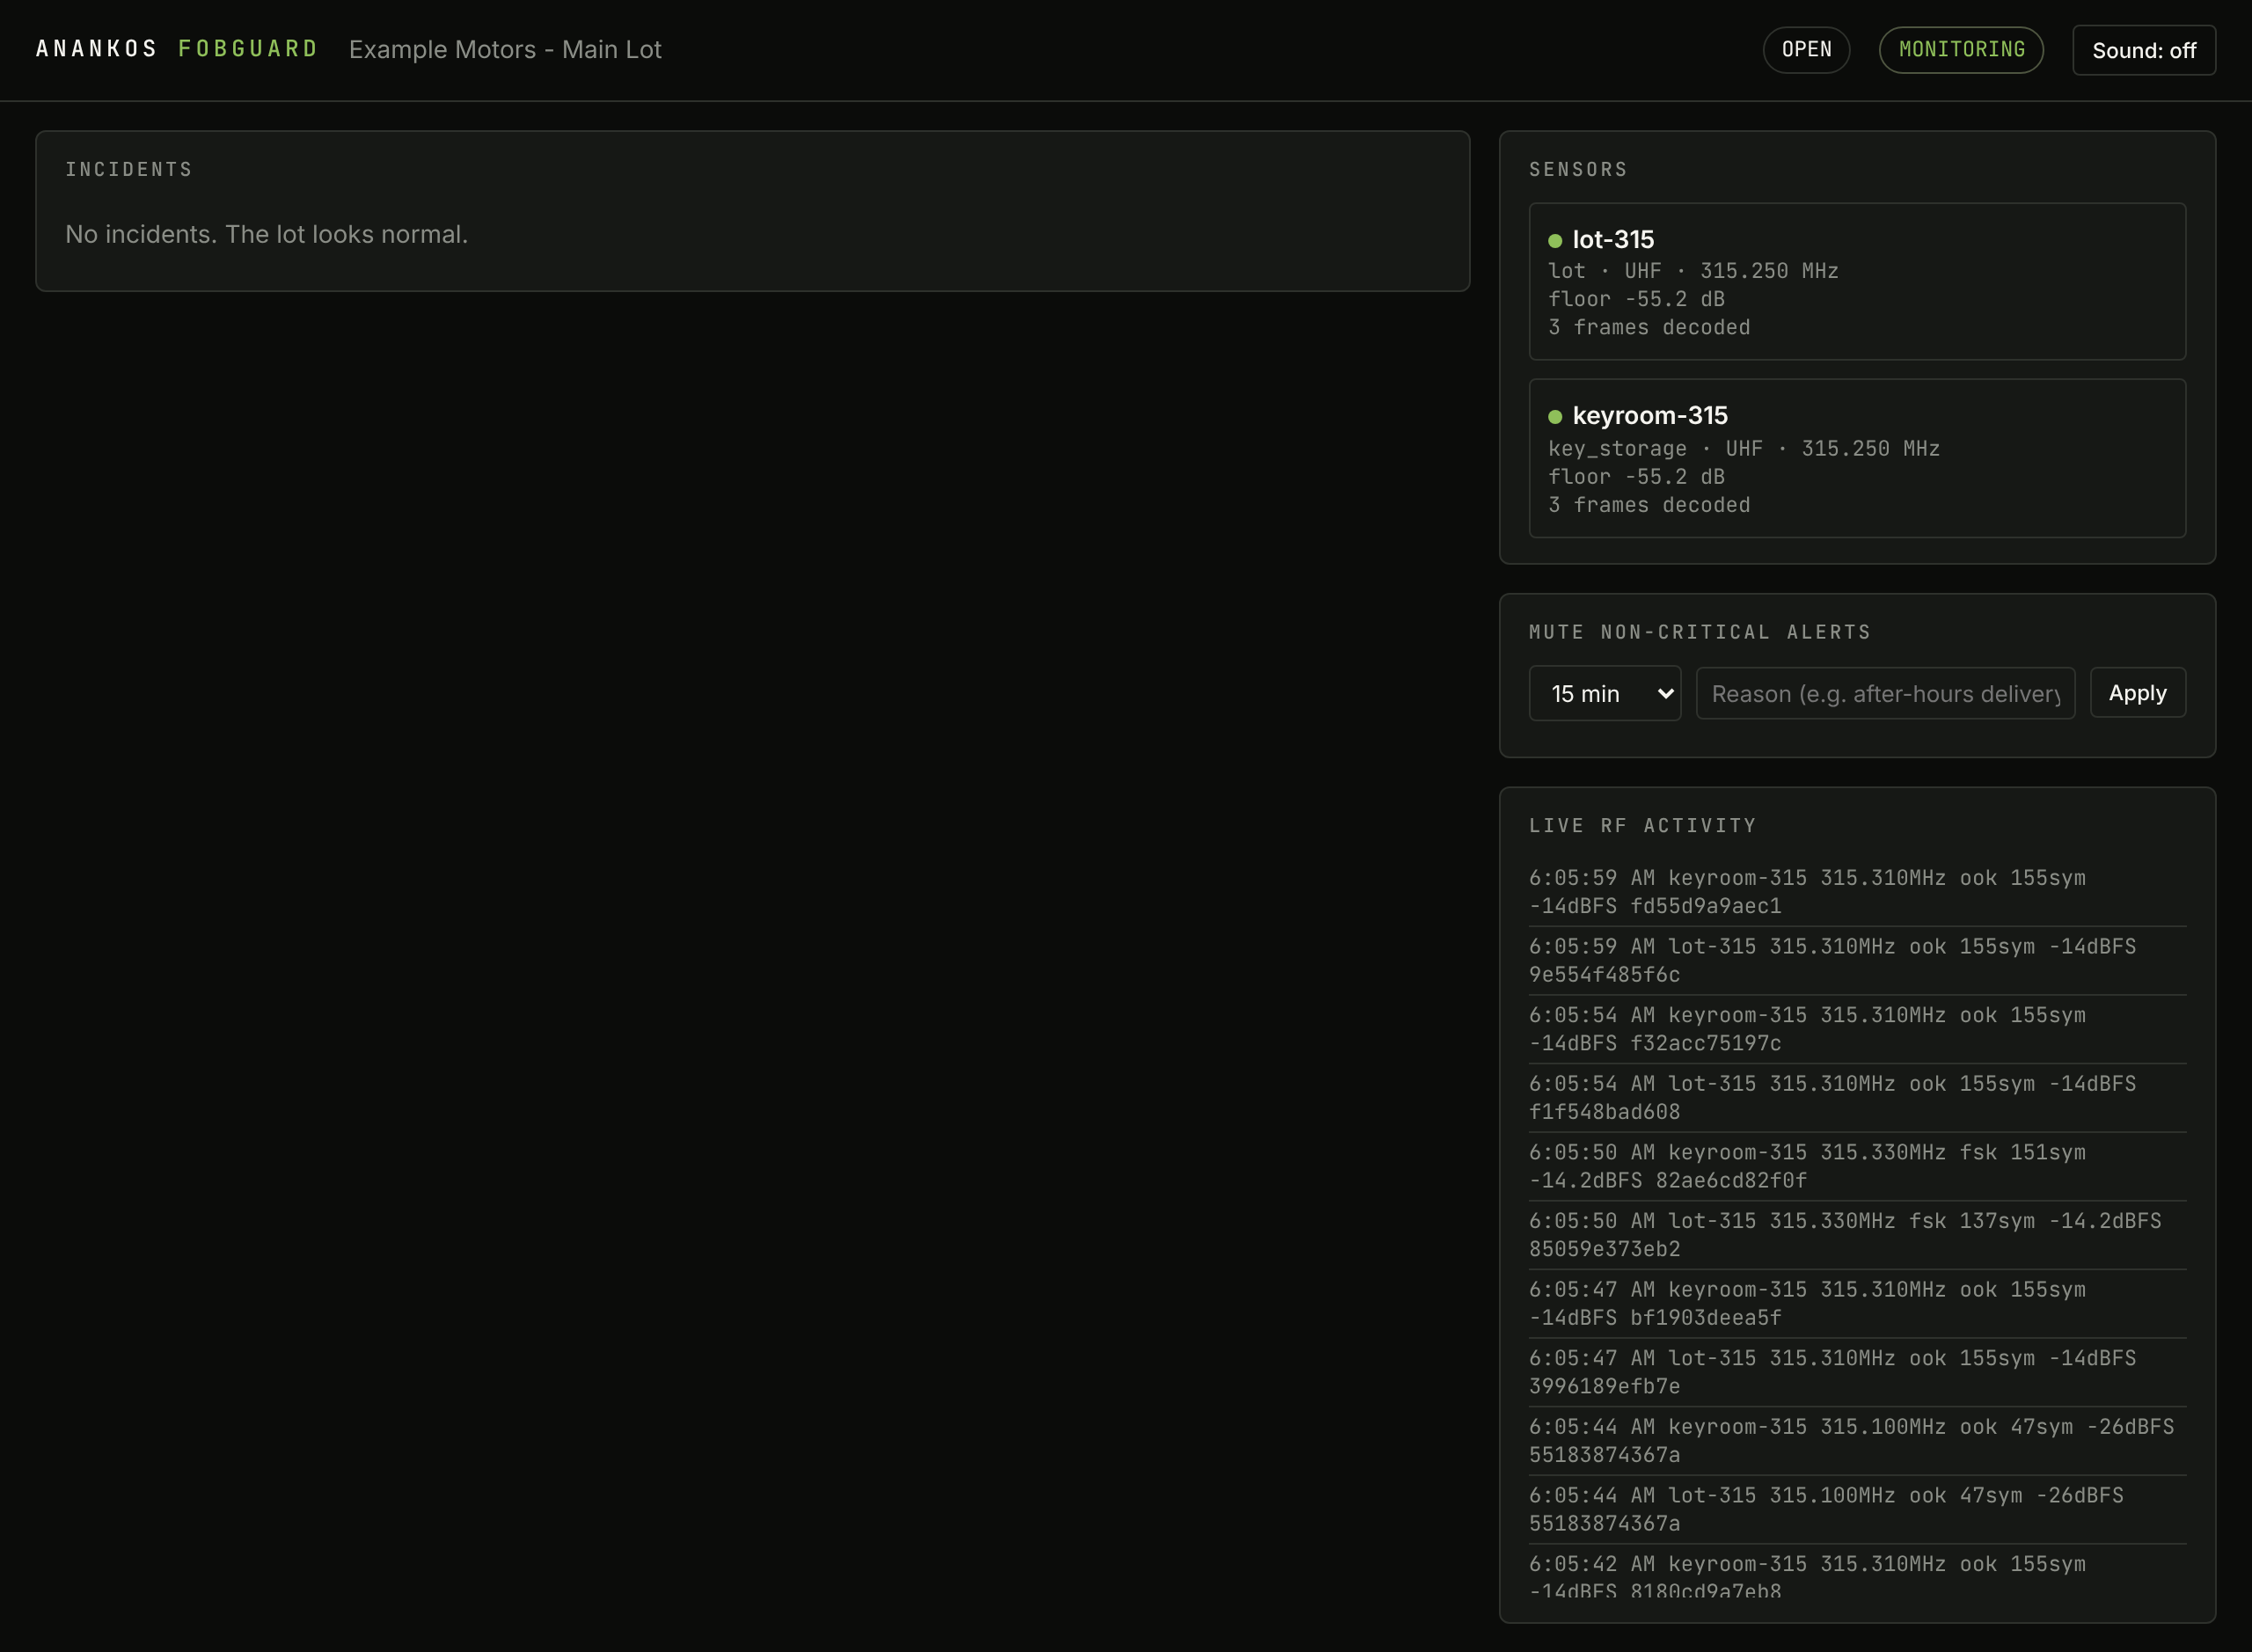 ANANKOS FOBGUARD Example Motors - Main Lot
OPEN
MONITORING
Sound: off
INCIDENTS
No incidents. The lot looks normal.
SENSORS
lot-315
lot · UHF · 315.250 MHz
floor -55.2 dB
3 frames decoded
keyroom-315
key_storage · UHF · 315.250 MHz
floor -55.2 dB
3 frames decoded
MUTE NON-CRITICAL ALERTS
15 min
Reason (e.g. after-hours delivery
Apply
LIVE RF ACTIVITY
6:05:59 AM keyroom-315 315.310MHz ook 155sym
-14dBFS fd55d9a9aec1
6:05:59 AM lot-315 315.310MHz ook 155sym -14dBFS
9e554f485f6c
6:05:54 AM keyroom-315 315.310MHz ook 155sym
-14dBFS f32acc75197c
6:05:54 AM lot-315 315.310MHz ook 155sym -14dBFS
f1f548bad608
6:05:50 AM keyroom-315 315.330MHz fsk 151sym
-14.2dBFS 82ae6cd82f0f
6:05:50 AM lot-315 315.330MHz fsk 137sym -14.2dBFS
85059e373eb2
6:05:47 AM keyroom-315 315.310MHz ook 155sym
-14dBFS bf1903deea5f
6:05:47 AM lot-315 315.310MHz ook 155sym -14dBFS
3996189efb7e
6:05:44 AM keyroom-315 315.100MHz ook 47sym -26dBFS
55183874367a
6:05:44 AM lot-315 315.100MHz ook 47sym -26dBFS
55183874367a
6:05:42 AM keyroom-315 315.310MHz ook 155sym
-14dBFS 8180cd9a7eb8